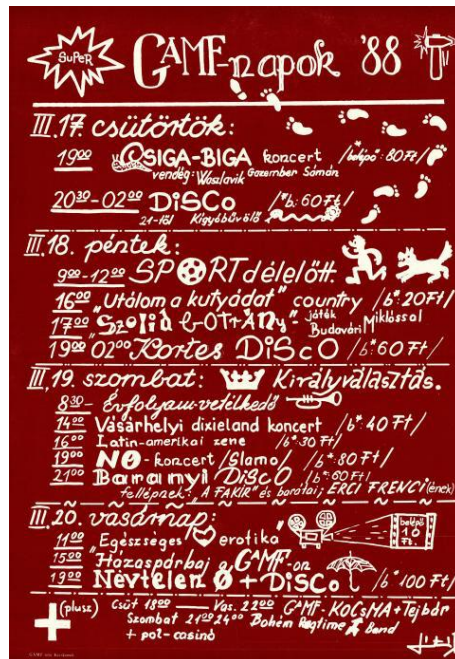 SUPER GAMF-napok '88
III.17. csütörtök:
19⁰⁰ CSIGA-BIGA koncert /belépő: 80 Ft/
vendég: Waszlavik Gazember Sámán
20³⁰-02⁰⁰ DiSCo /b: 60 Ft/
21-től Kígyóbűvölő
III.18. péntek:
9⁰⁰-12⁰⁰ SPORTdélelőtt.
16⁰⁰ „Utálom a kutyádat" country /b: 20 Ft/
17⁰⁰ "Szolid bOTRÁNy"- játék Budavári Miklóssal
19⁰⁰ 02⁰⁰ Kortes DiScO /b: 60 Ft/
III.19. szombat: Királyválasztás.
8³⁰- Évfolyam-vetélkedő
14⁰⁰ Vásárhelyi dixieland koncert /b: 40 Ft/
16⁰⁰ Latin-amerikai zene /b: 30 Ft/
19⁰⁰ NØ-koncert /Slamo/ /b: 80 Ft/
21⁰⁰ Baranyi DiScO /b: 60 Ft/
fellépnek: „A FAKÍR" és barátai; ERCI FRENCI (ének)
III.20. vasárnap:
11⁰⁰ „Egészséges erotika" belépő 10 Ft.
15⁰⁰ "Házaspárbaj a GAMF-on
19⁰⁰ Névtelen Ø + DiSCo /b: 100 Ft/
+ (plusz) Csüt 18⁰⁰ — Vas. 22⁰⁰ GAMF-KOCSMA + Tejbár
Szombat 21⁰⁰ 24⁰⁰ Bohém Ragtime Band
+ pol-casinó